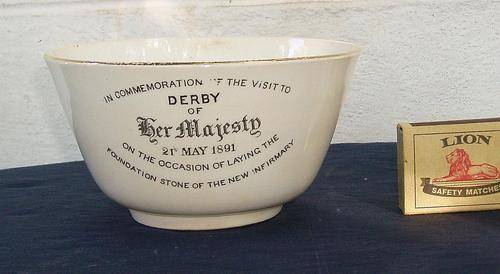 IN COMMEMORATION OF THE VISIT TO
DERBY
OF
Her Majesty
21st MAY 1891
ON THE OCCASION OF LAYING THE
FOUNDATION STONE OF THE NEW INFIRMARY
LION
SAFETY MATCHES